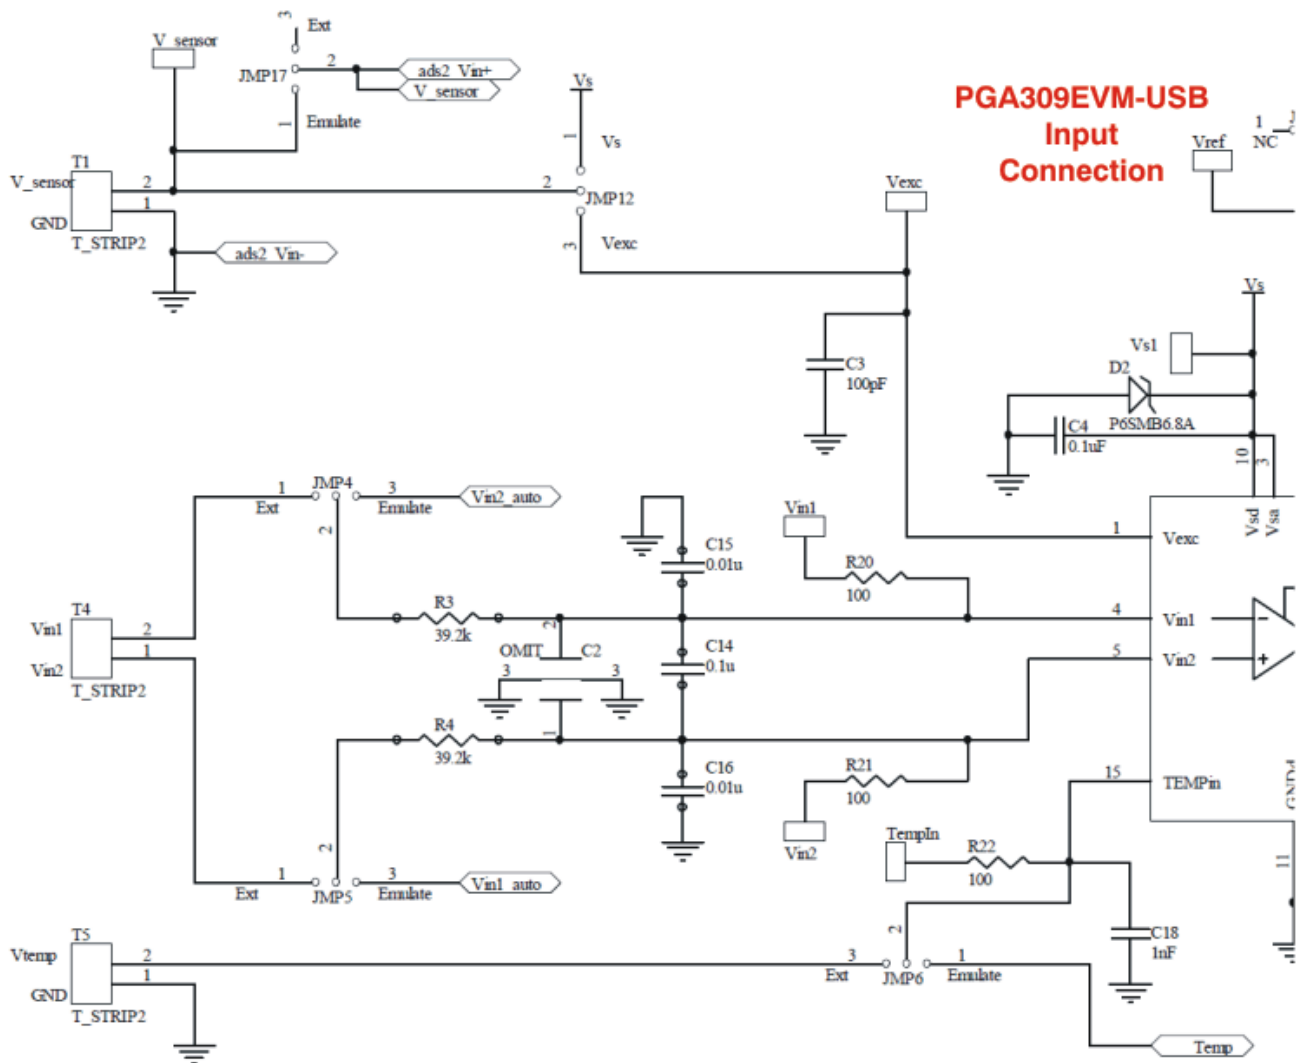 3
Ext
V_sensor
JMP17
2
ads2_Vin+
V_sensor
1
Emulate
Vs
1
Vs
PGA309EVM-USB
Input
Connection
1
NC
Vref
T1
V_sensor
2
1
GND
T_STRIP2
ads2_Vin-
2
JMP12
3
Vexc
Vexc
Vs
Vs1
C3
100pF
D2
P6SMB6.8A
C4
0.1uF
10
3
Vsd
Vsa
1
Ext
JMP4
3
Emulate
Vin2_auto
2
Vin1
1
Vexc
C15
0.01u
R20
100
T4
Vin1
2
Vin2
1
T_STRIP2
R3
39.2k
2
OMIT
C2
3
3
1
C14
0.1u
4
Vin1
-
5
Vin2
+
R4
39.2k
C16
0.01u
R21
100
Vin2
15
TEMPin
GNDd
11
2
1
Ext
JMP5
3
Emulate
Vin1_auto
TempIn
R22
100
C18
1nF
T5
Vtemp
2
1
GND
T_STRIP2
2
3
Ext
JMP6
1
Emulate
Temp